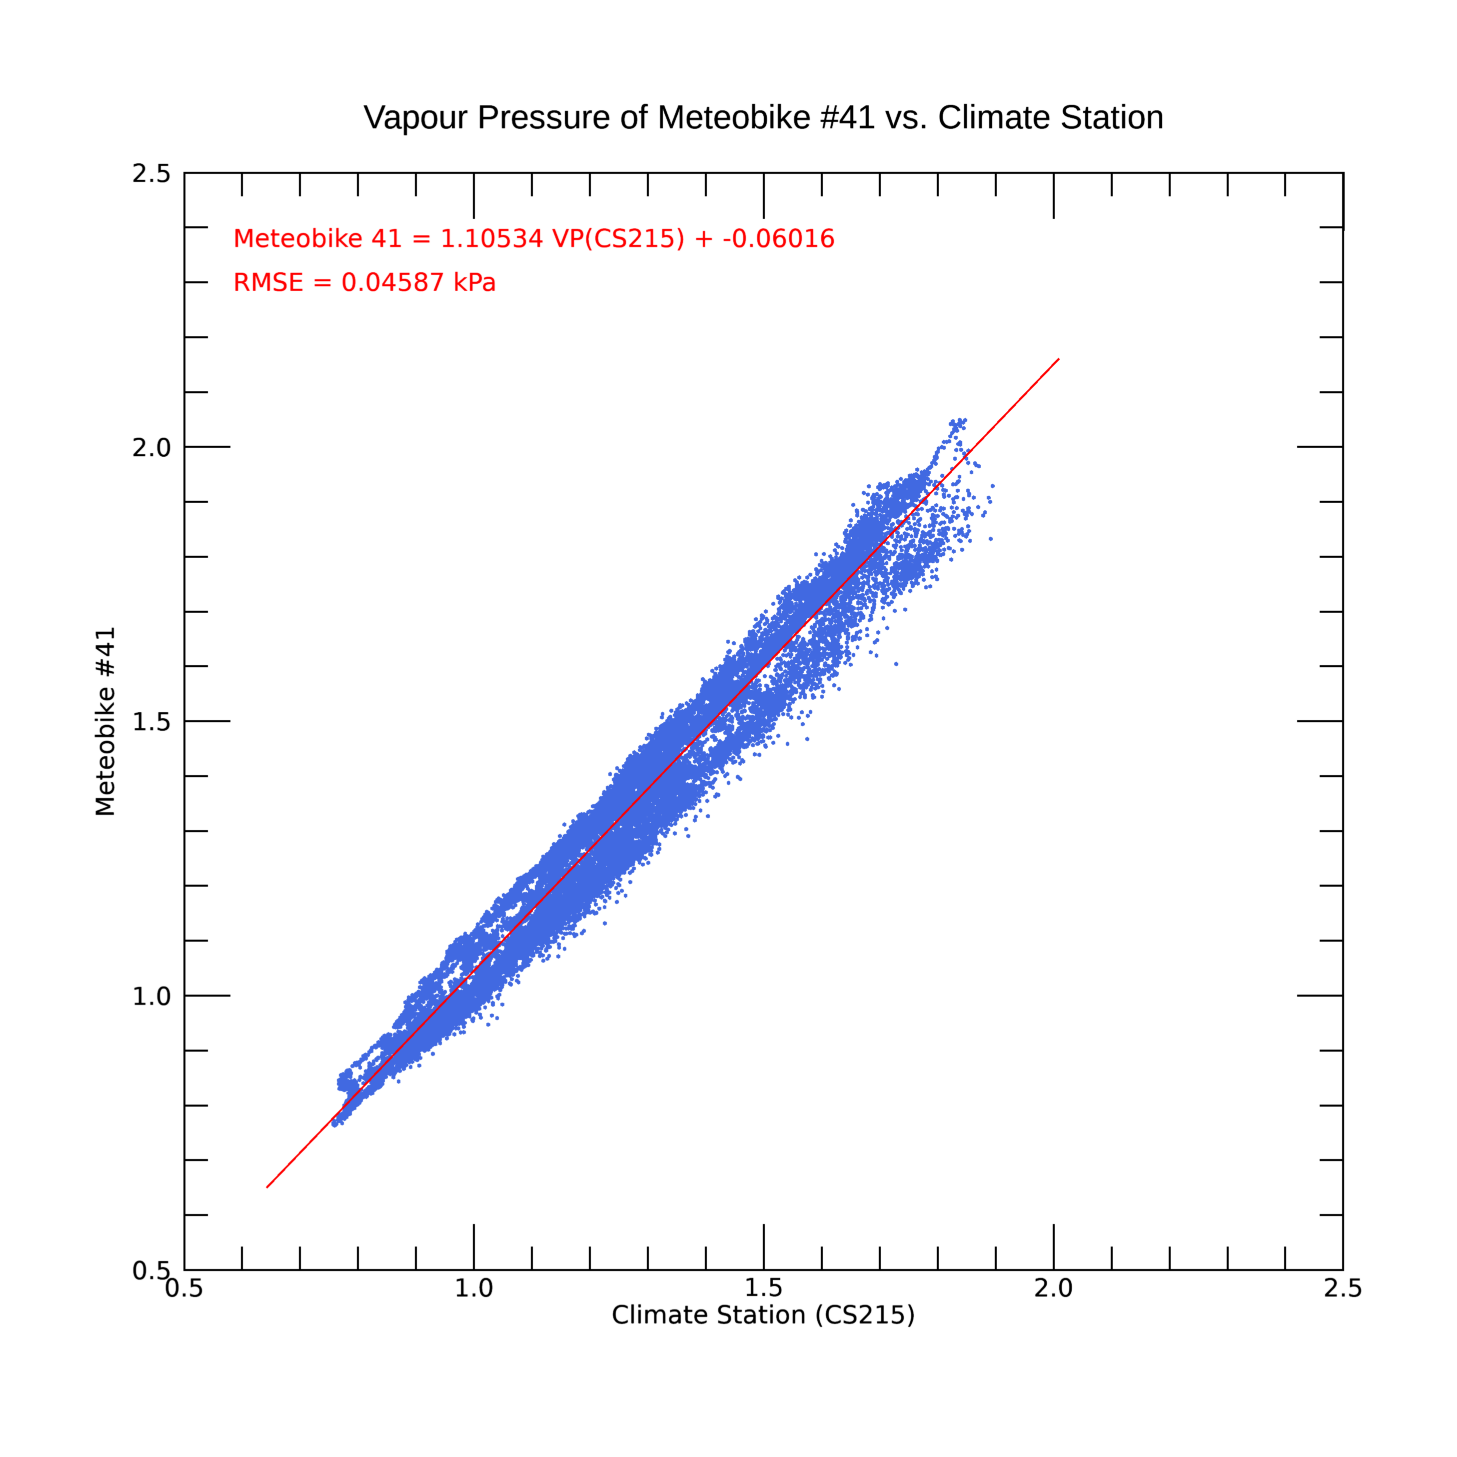 Vapour Pressure of Meteobike #41 vs. Climate Station
2.5
Meteobike 41 = 1.10534 VP(CS215) + -0.06016
RMSE = 0.04587 kPa
2.0
Meteobike #41
1.5
1.0
0.5
0.5 1.0 1.5 2.0 2.5
Climate Station (CS215)